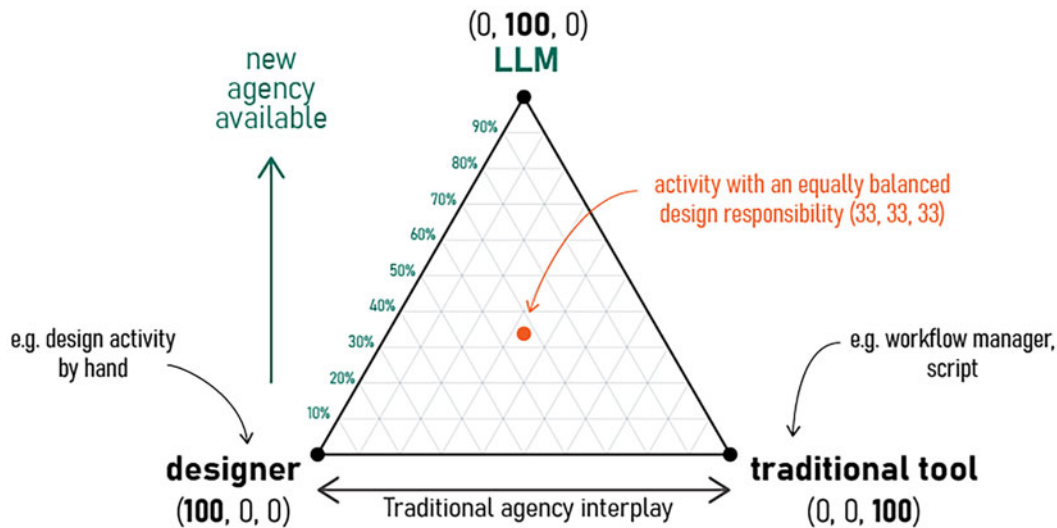 (0, 100, 0)
LLM
new
agency
available
90%
80%
70%
60%
50%
40%
30%
20%
10%
activity with an equally balanced
design responsibility (33, 33, 33)
e.g. design activity
by hand
e.g. workflow manager,
script
designer
(100, 0, 0)
Traditional agency interplay
traditional tool
(0, 0, 100)